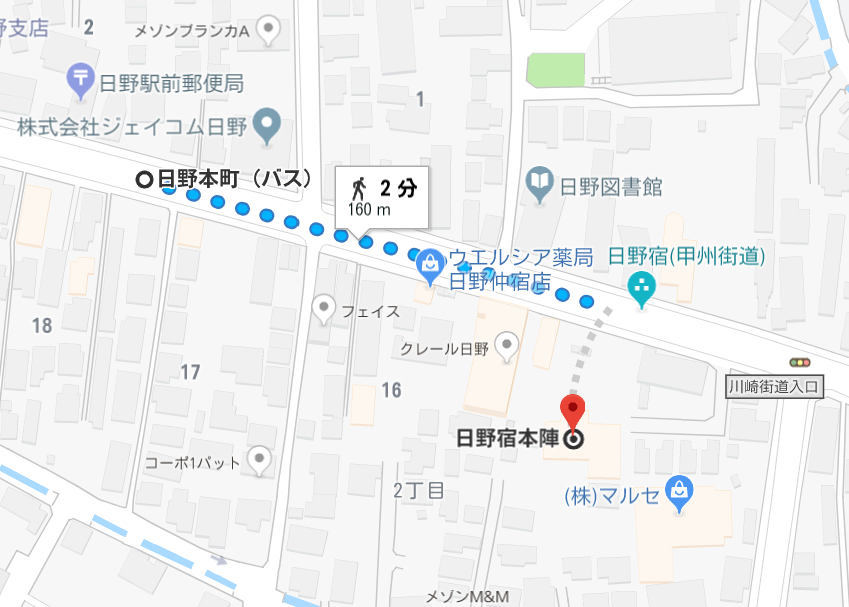 野支店
2
メゾンブランカA
日野駅前郵便局
1
株式会社ジェイコム日野
日野本町（バス）
2 分
160 m
日野図書館
ウエルシア薬局
日野仲宿店
日野宿(甲州街道)
フェイス
18
クレール日野
17
16
川崎街道入口
日野宿本陣
コーポ1パット
2丁目
(株)マルセ
メゾンM&M